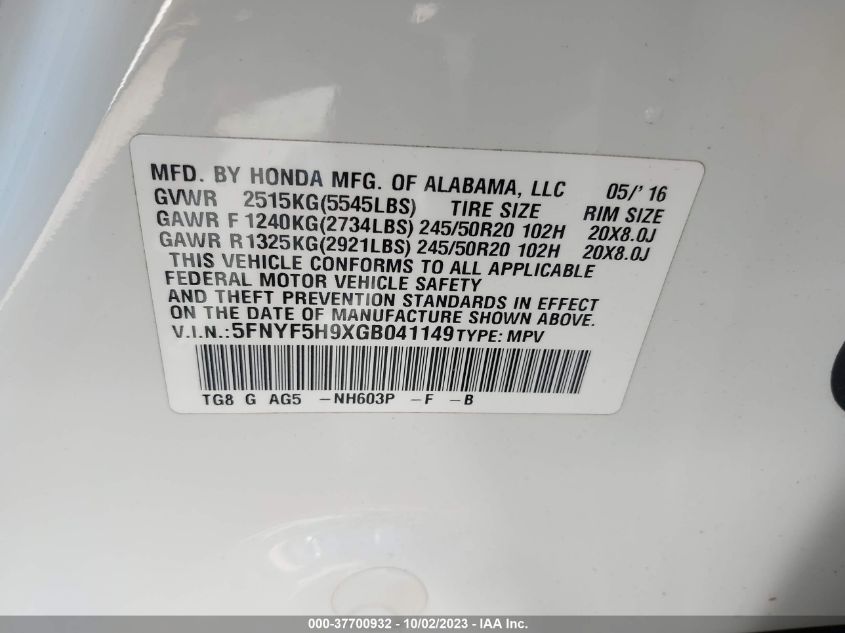 MFD. BY HONDA MFG. OF ALABAMA, LLC 05/' 16
GVWR 2515KG(5545LBS) TIRE SIZE RIM SIZE
GAWR F 1240KG(2734LBS) 245/50R20 102H 20X8.0J
GAWR R 1325KG(2921LBS) 245/50R20 102H 20X8.0J
THIS VEHICLE CONFORMS TO ALL APPLICABLE
FEDERAL MOTOR VEHICLE SAFETY
AND THEFT PREVENTION STANDARDS IN EFFECT
ON THE DATE OF MANUFACTURE SHOWN ABOVE.
V.I.N.:5FNYF5H9XGB041149 TYPE: MPV
TG8 G AG5 -NH603P -F -B
000-37700932 - 10/02/2023 - IAAI Inc.